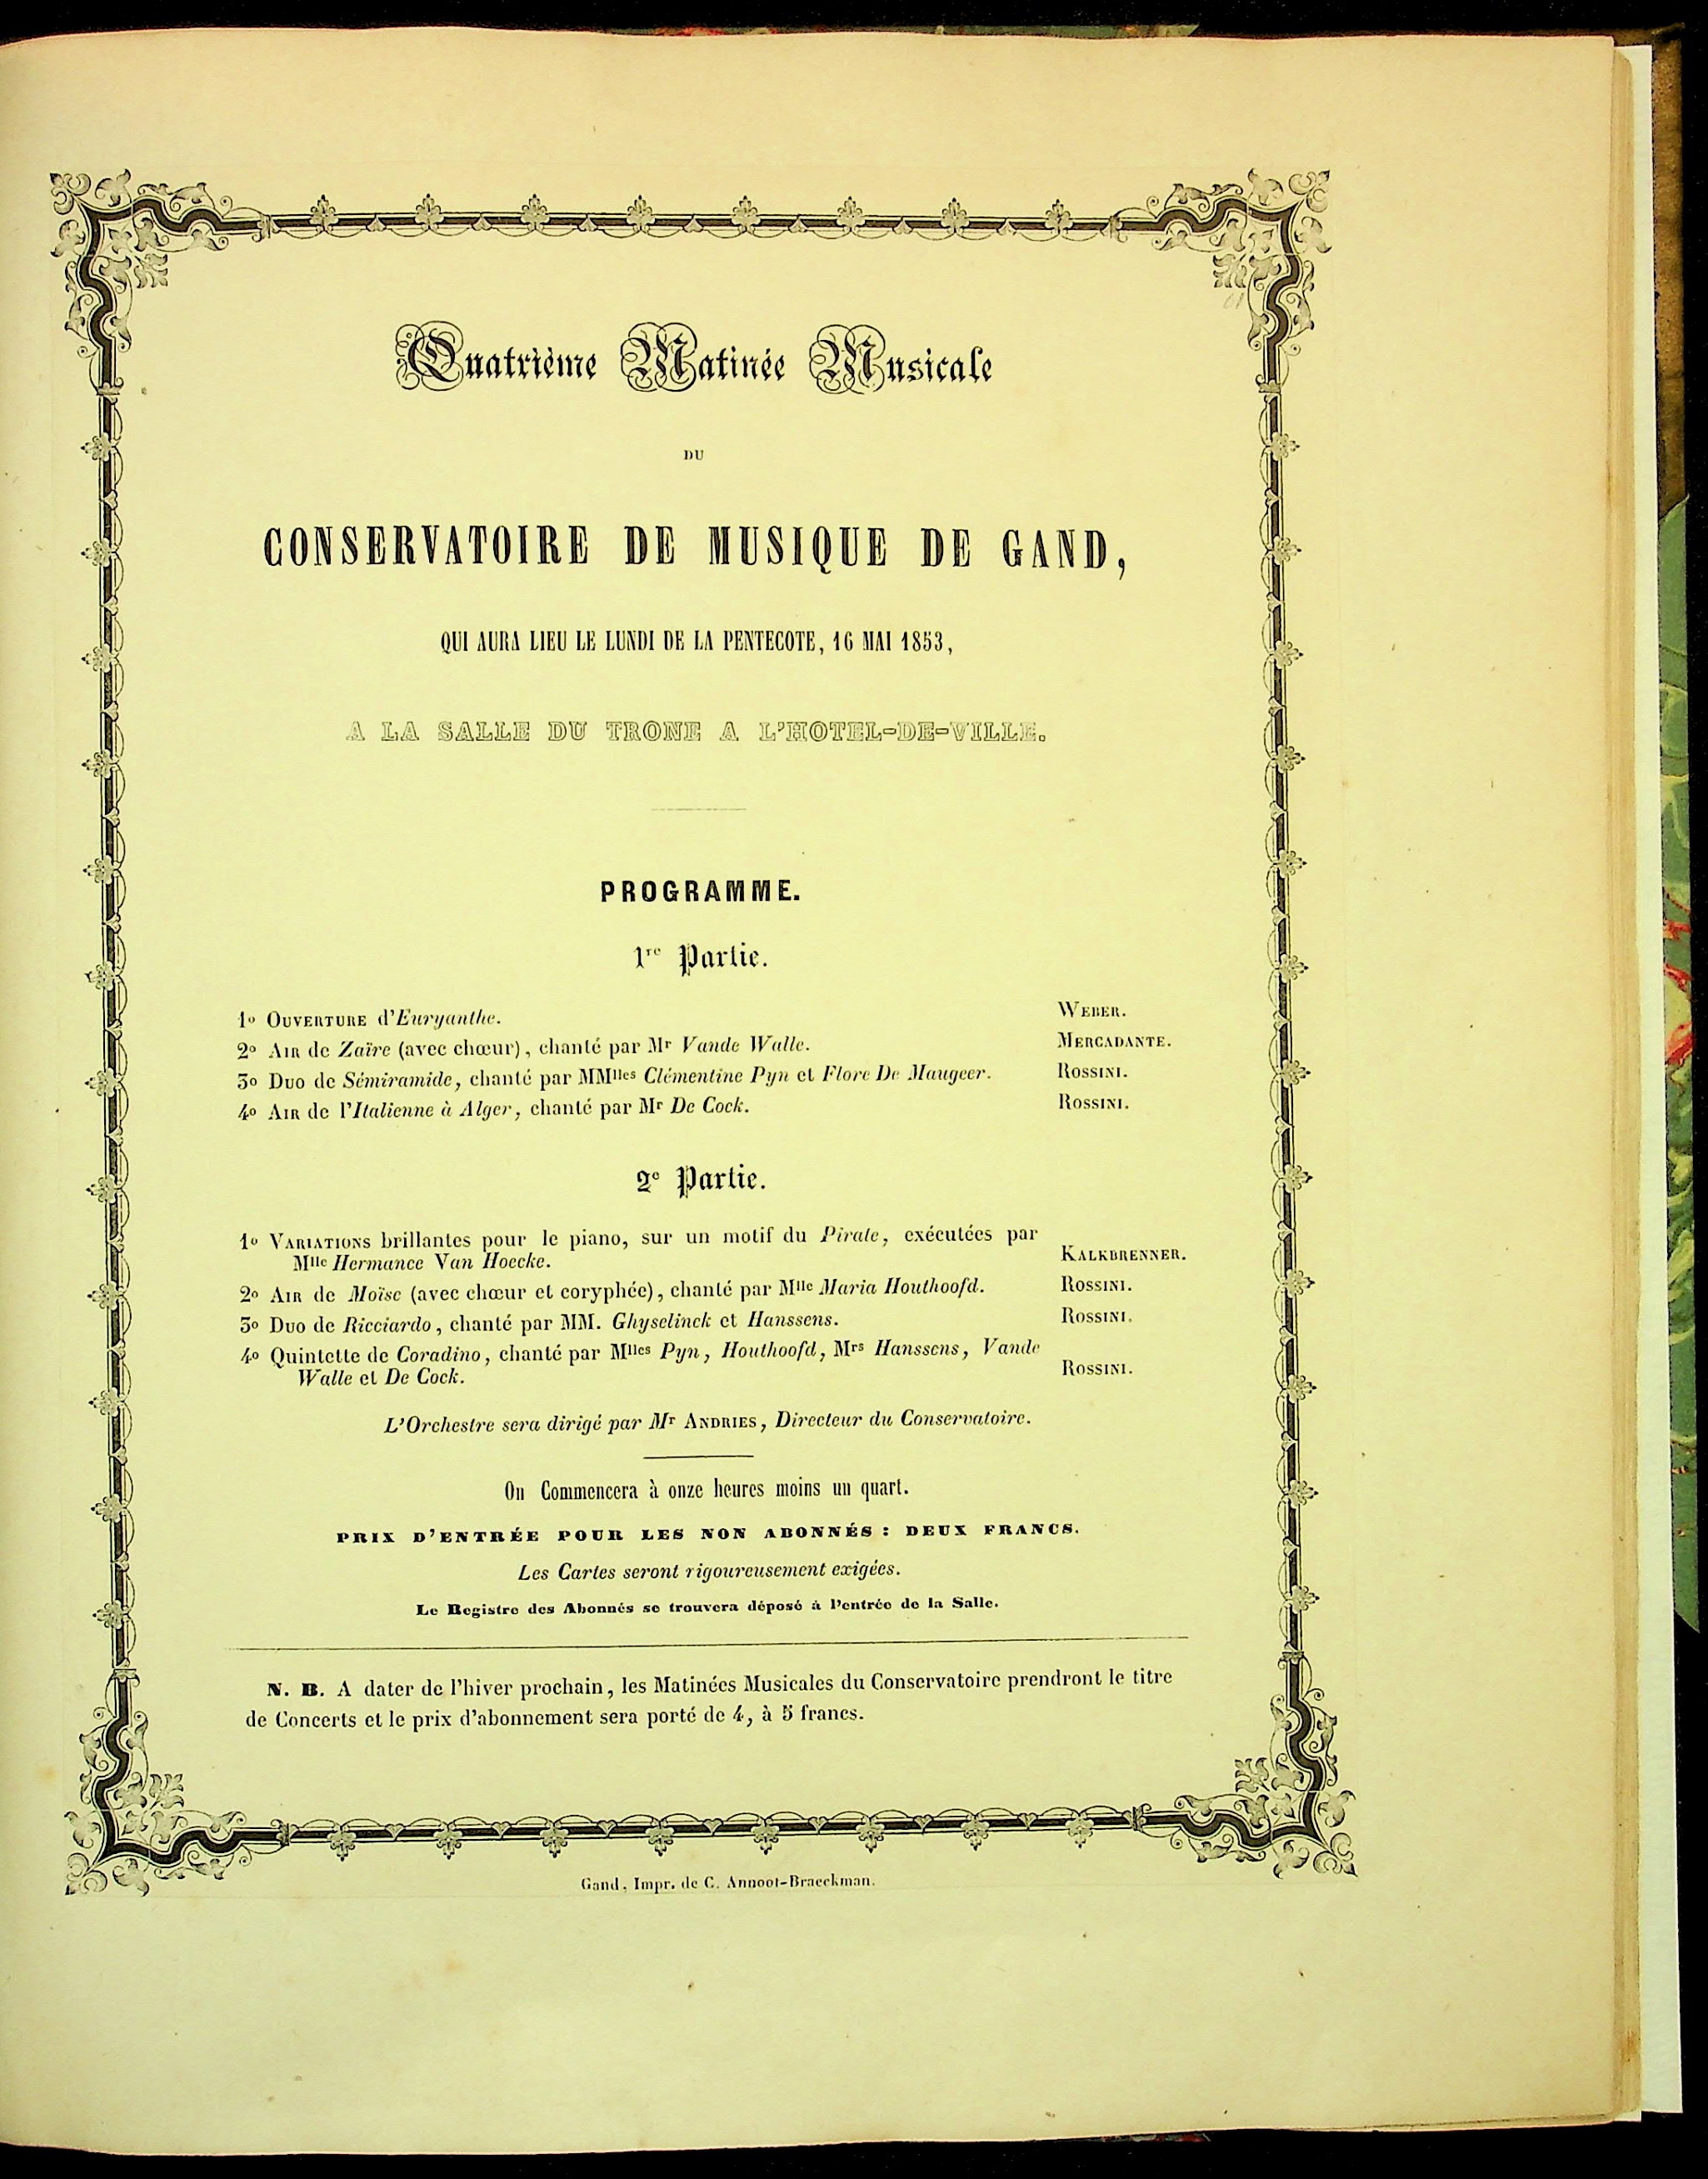 Quatrième Matinée Musicale
DU
CONSERVATOIRE DE MUSIQUE DE GAND,
QUI AURA LIEU LE LUNDI DE LA PENTECOTE, 16 MAI 1853,
A LA SALLE DU TRONE A L'HOTEL-DE-VILLE.
PROGRAMME.
1re Partie.
1o OUVERTURE d'Euryanthe. WEBER.
2o AIR de Zaïre (avec chœur), chanté par Mr Vande Walle. MERCADANTE.
3o DUO de Sémiramide, chanté par MMlles Clémentine Pyn et Flore De Maugeer. ROSSINI.
4o AIR de l'Italienne à Alger, chanté par Mr De Cock. ROSSINI.
2e Partie.
1o VARIATIONS brillantes pour le piano, sur un motif du Pirate, exécutées par
Mlle Hermance Van Hoecke. KALKBRENNER.
2o AIR de Moïse (avec chœur et coryphée), chanté par Mlle Maria Houthoofd. ROSSINI.
3o DUO de Ricciardo, chanté par MM. Ghyselinck et Hanssens. ROSSINI.
4o Quintette de Coradino, chanté par Mlles Pyn, Houthoofd, Mrs Hanssens, Vande
Walle et De Cock. ROSSINI.
L'Orchestre sera dirigé par Mr ANDRIES, Directeur du Conservatoire.
On Commencera à onze heures moins un quart.
PRIX D'ENTRÉE POUR LES NON ABONNÉS : DEUX FRANCS.
Les Cartes seront rigoureusement exigées.
Le Registre des Abonnés se trouvera déposé à l'entrée de la Salle.
N. B. A dater de l'hiver prochain, les Matinées Musicales du Conservatoire prendront le titre
de Concerts et le prix d'abonnement sera porté de 4, à 5 francs.
Gand, Impr. de C. Annoot-Braeckman.